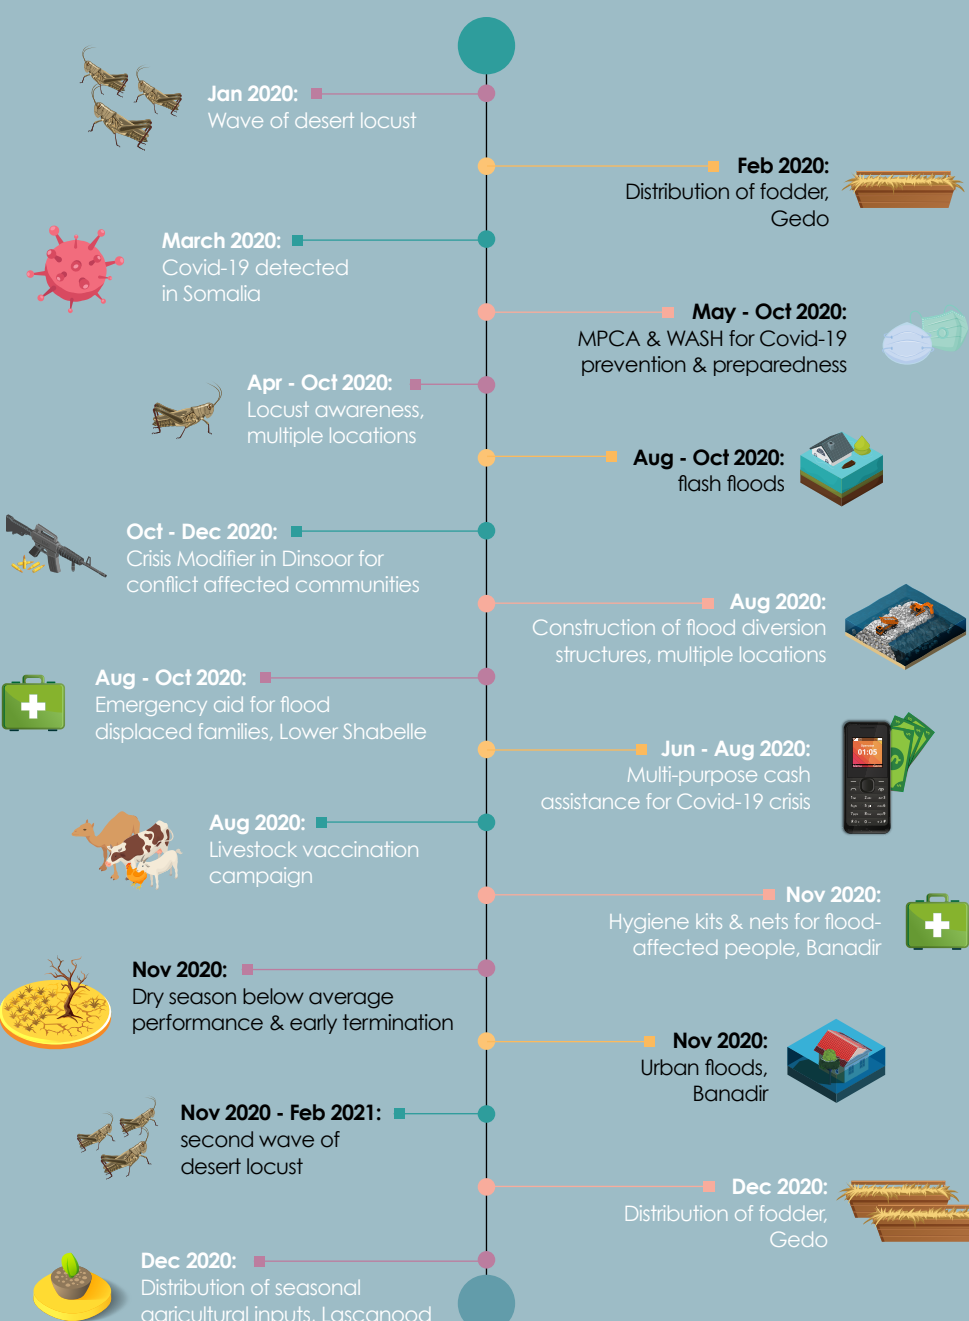 Jan 2020:
Wave of desert locust
Feb 2020:
Distribution of fodder,
Gedo
March 2020:
Covid-19 detected
in Somalia
May - Oct 2020:
MPCA & WASH for Covid-19
prevention & preparedness
Apr - Oct 2020:
Locust awareness,
multiple locations
Aug - Oct 2020:
flash floods
Oct - Dec 2020:
Crisis Modifier in Dinsoor for
conflict affected communities
Aug 2020:
Construction of flood diversion
structures, multiple locations
Aug - Oct 2020:
Emergency aid for flood
displaced families, Lower Shabelle
Jun - Aug 2020:
Multi-purpose cash
assistance for Covid-19 crisis
01:05
Aug 2020:
Livestock vaccination
campaign
Nov 2020:
Hygiene kits & nets for flood-
affected people, Banadir
Nov 2020:
Dry season below average
performance & early termination
Nov 2020:
Urban floods,
Banadir
Nov 2020 - Feb 2021:
second wave of
desert locust
Dec 2020:
Distribution of fodder,
Gedo
Dec 2020:
Distribution of seasonal
agricultural inputs, Lascanood